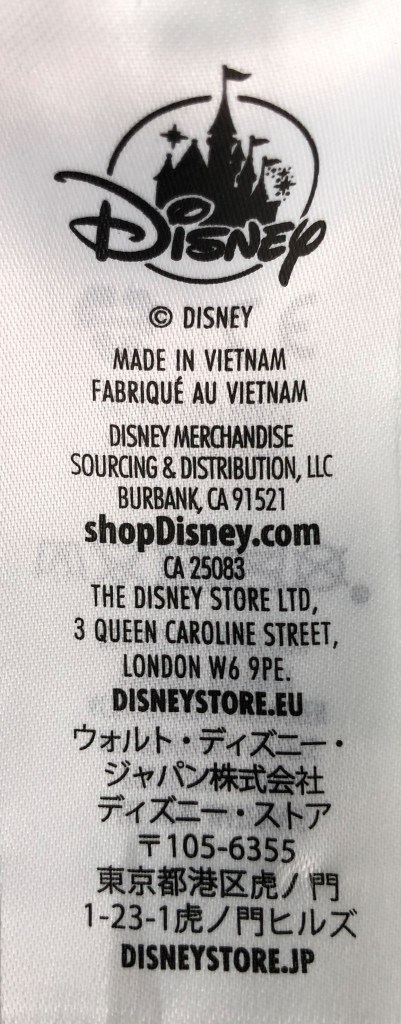 Disney
© DISNEY
MADE IN VIETNAM
FABRIQUÉ AU VIETNAM
DISNEY MERCHANDISE
SOURCING & DISTRIBUTION, LLC
BURBANK, CA 91521
shopDisney.com
CA 25083
THE DISNEY STORE LTD,
3 QUEEN CAROLINE STREET,
LONDON W6 9PE.
DISNEYSTORE.EU
ウォルト・ディズニー・
ジャパン株式会社
ディズニー・ストア
〒105-6355
東京都港区虎ノ門
1-23-1虎ノ門ヒルズ
DISNEYSTORE.JP